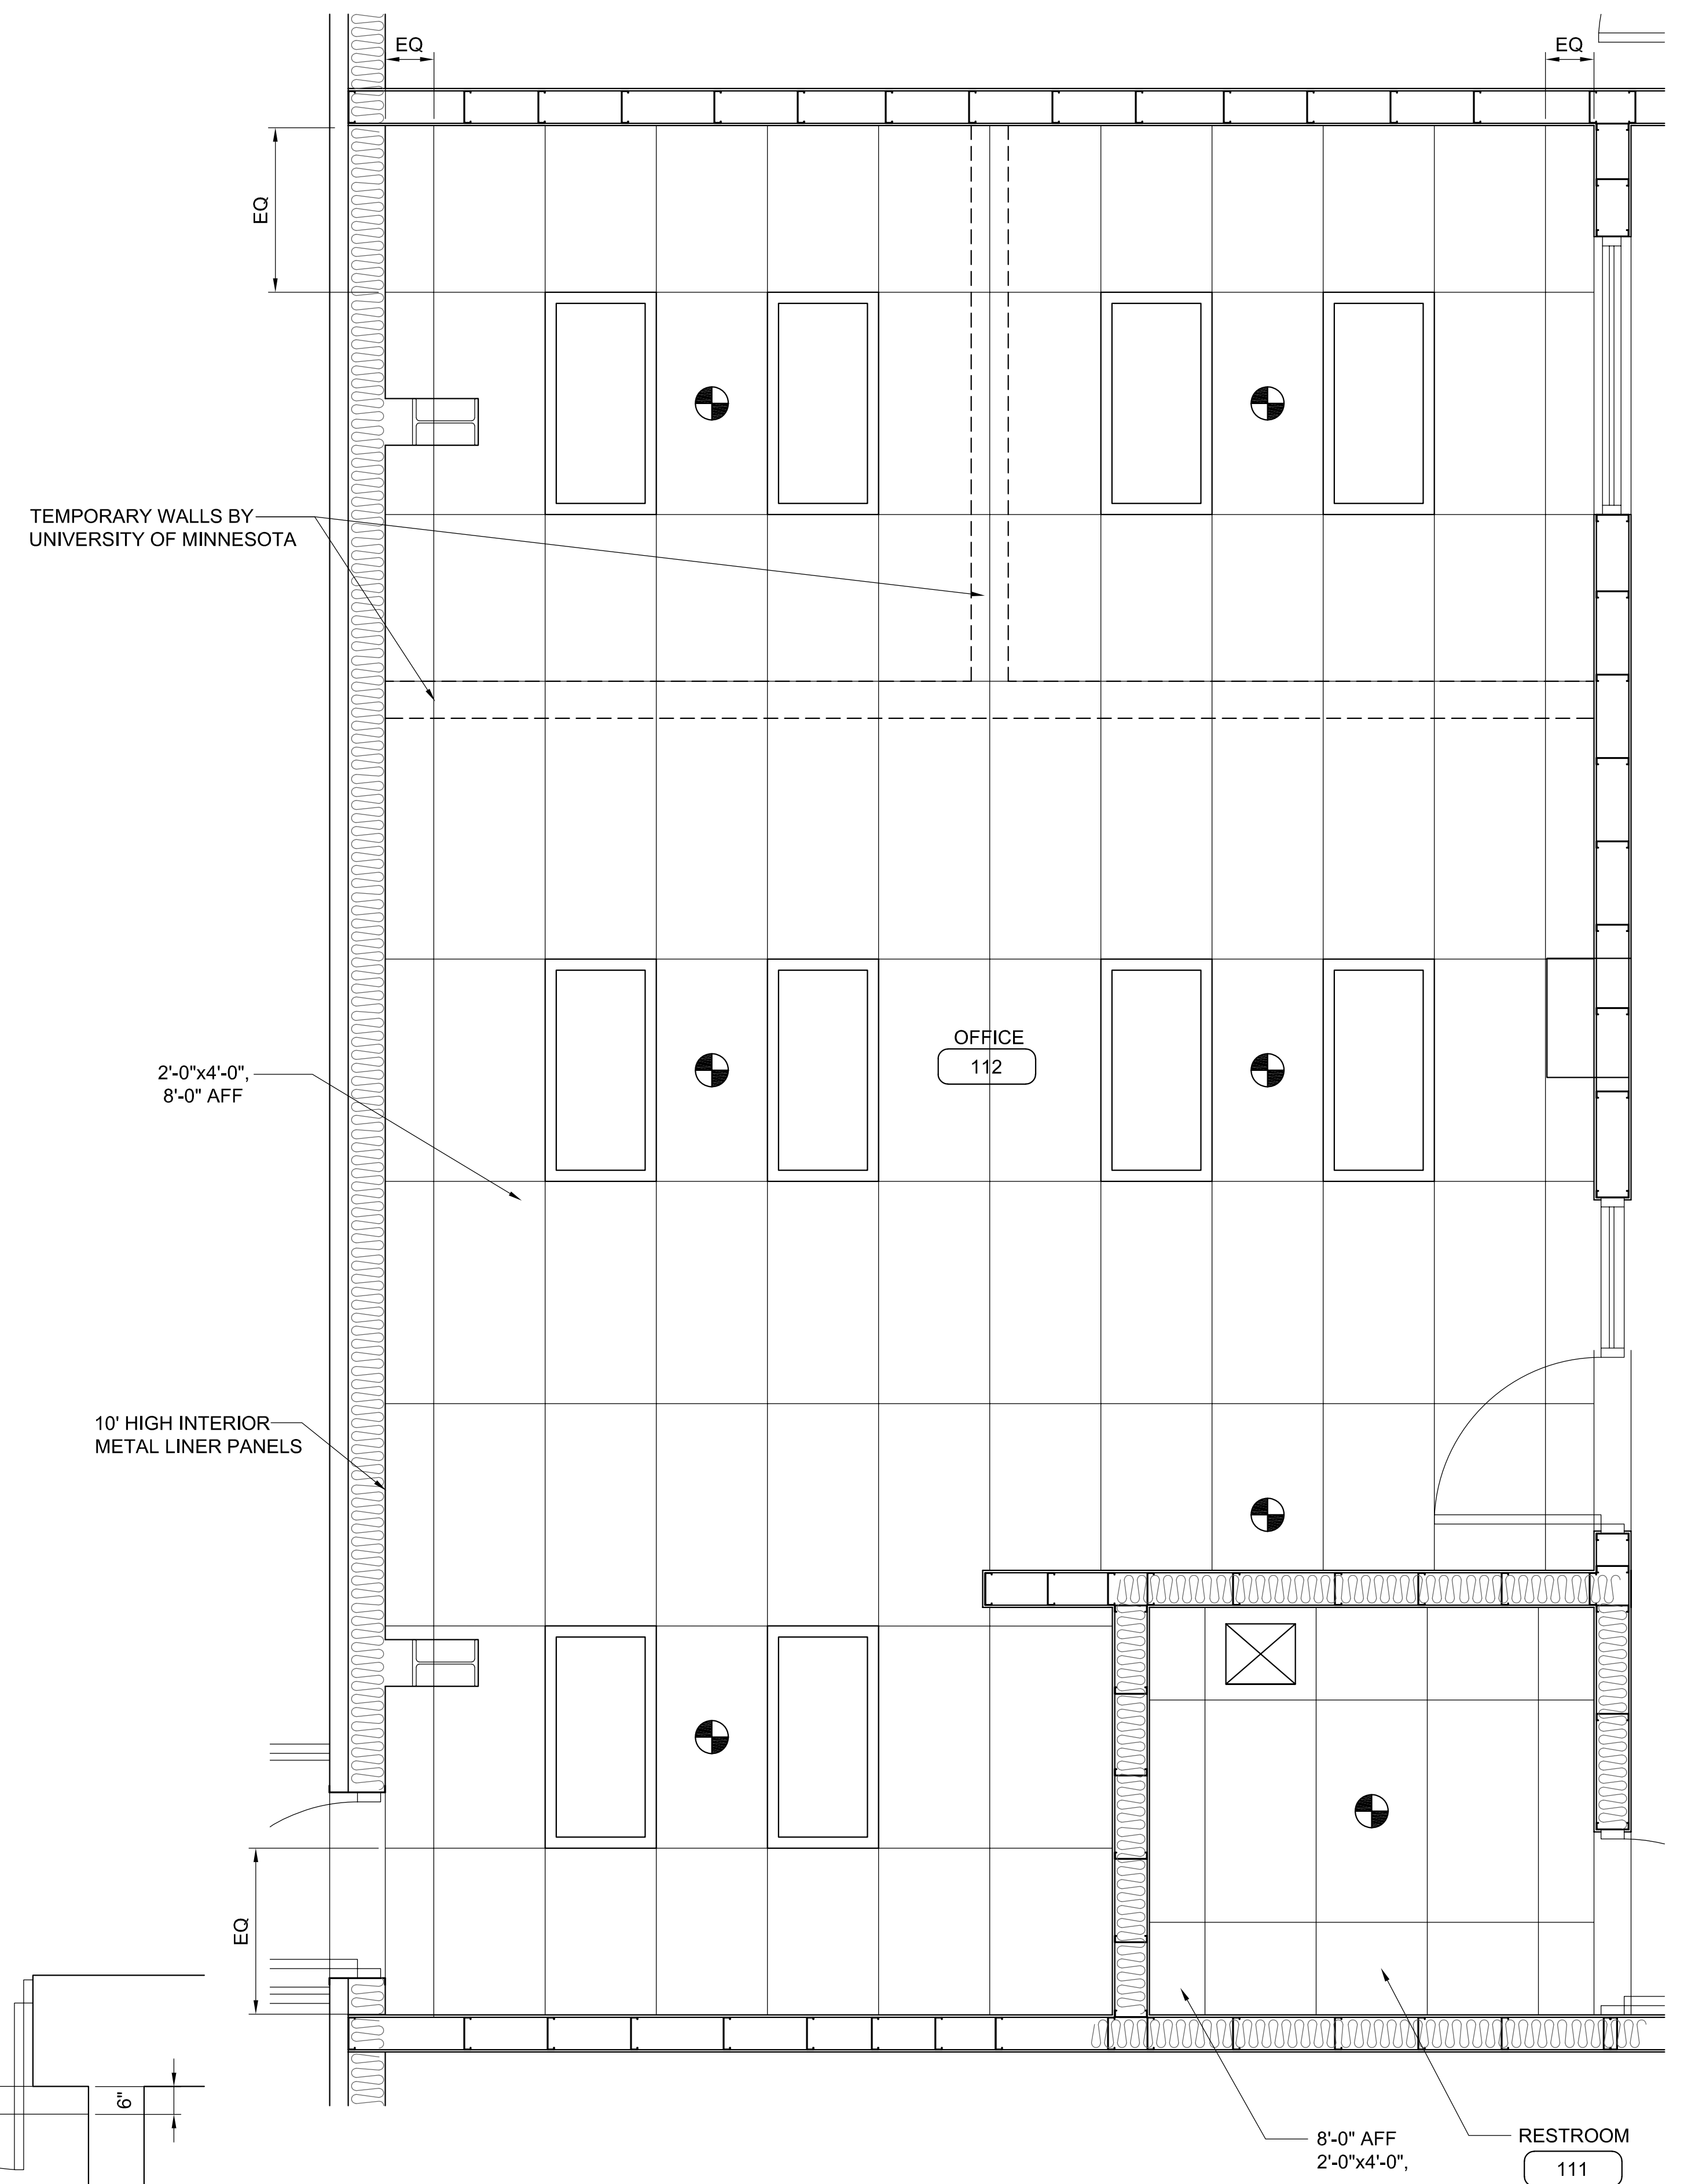 EQ
EQ
EQ
TEMPORARY WALLS BY
UNIVERSITY OF MINNESOTA
OFFICE
112
2'-0"x4'-0",
8'-0" AFF
10' HIGH INTERIOR
METAL LINER PANELS
EQ
6"
8'-0" AFF
2'-0"x4'-0",
RESTROOM
111